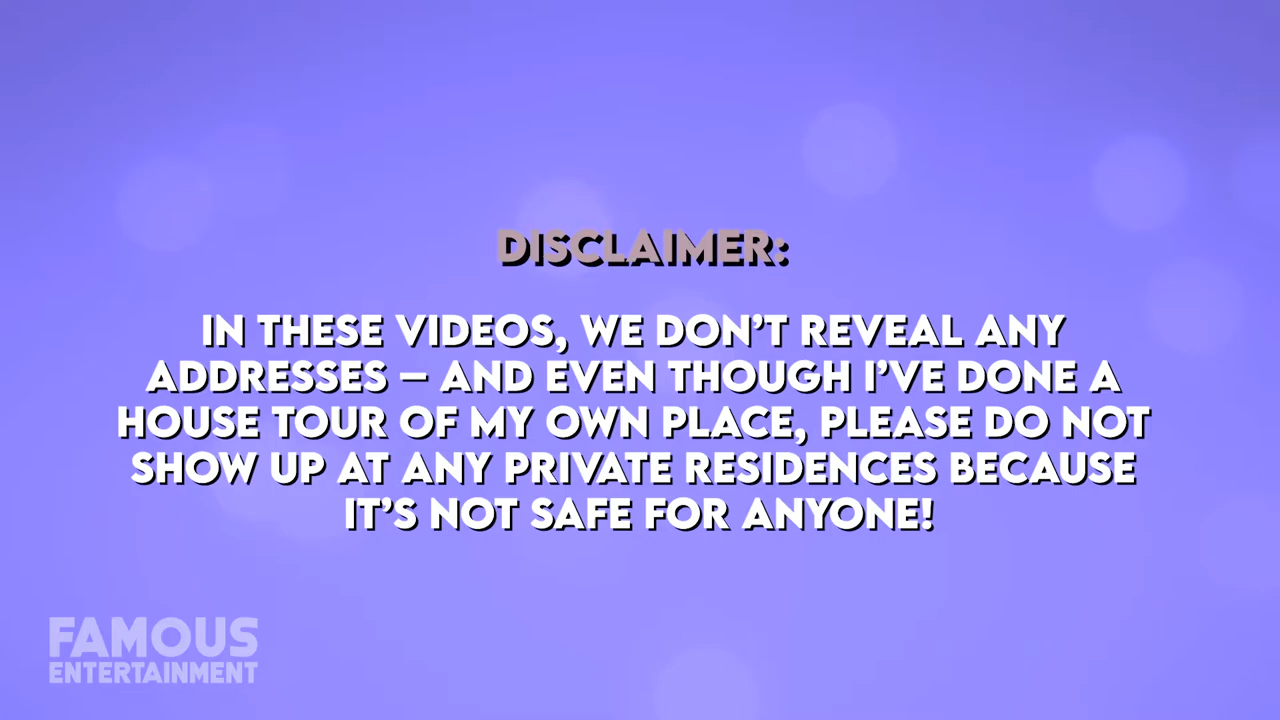 DISCLAIMER:
IN THESE VIDEOS, WE DON’T REVEAL ANY
ADDRESSES – AND EVEN THOUGH I’VE DONE A
HOUSE TOUR OF MY OWN PLACE, PLEASE DO NOT
SHOW UP AT ANY PRIVATE RESIDENCES BECAUSE
IT’S NOT SAFE FOR ANYONE!
FAMOUS
ENTERTAINMENT